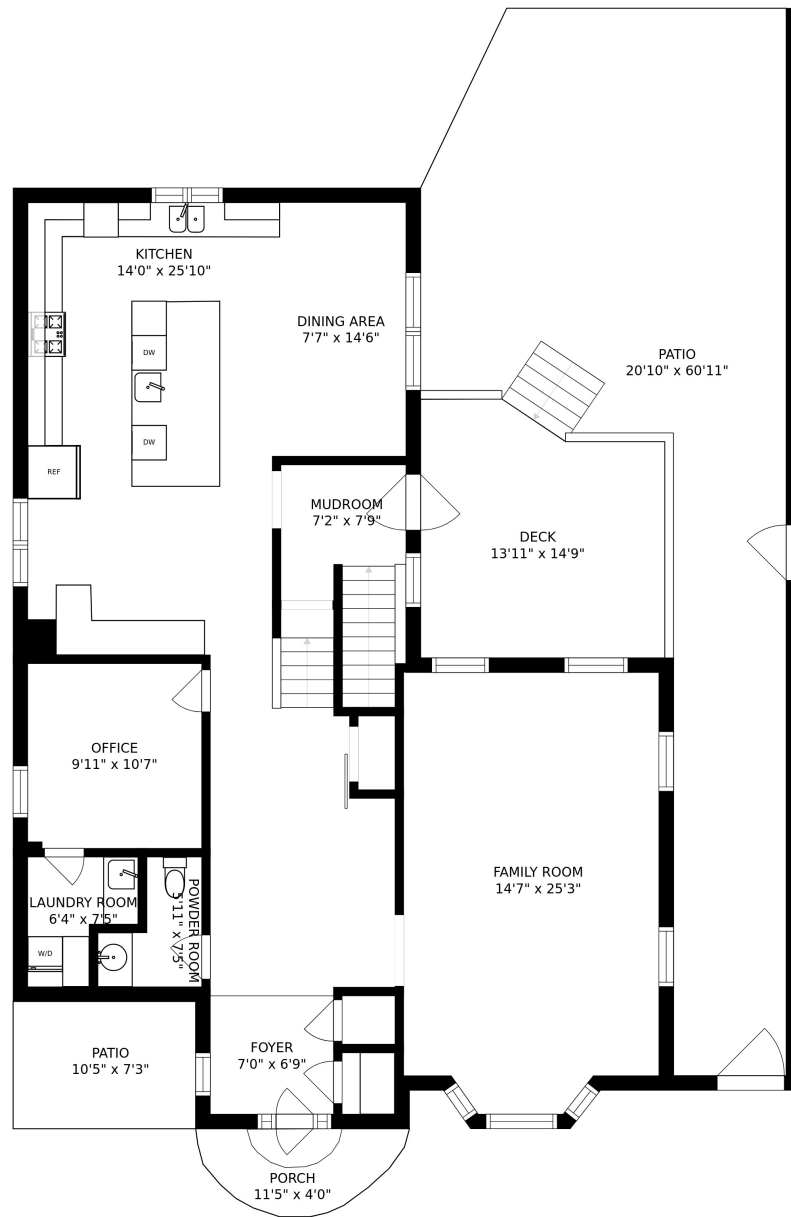 KITCHEN
14'0" x 25'10"
DINING AREA
7'7" x 14'6"
PATIO
20'10" x 60'11"
DW
DW
REF
MUDROOM
7'2" x 7'9"
DECK
13'11" x 14'9"
OFFICE
9'11" x 10'7"
FAMILY ROOM
14'7" x 25'3"
LAUNDRY ROOM
6'4" x 7'5"
POWDER ROOM
5'11" x 7'5"
W/D
PATIO
10'5" x 7'3"
FOYER
7'0" x 6'9"
PORCH
11'5" x 4'0"